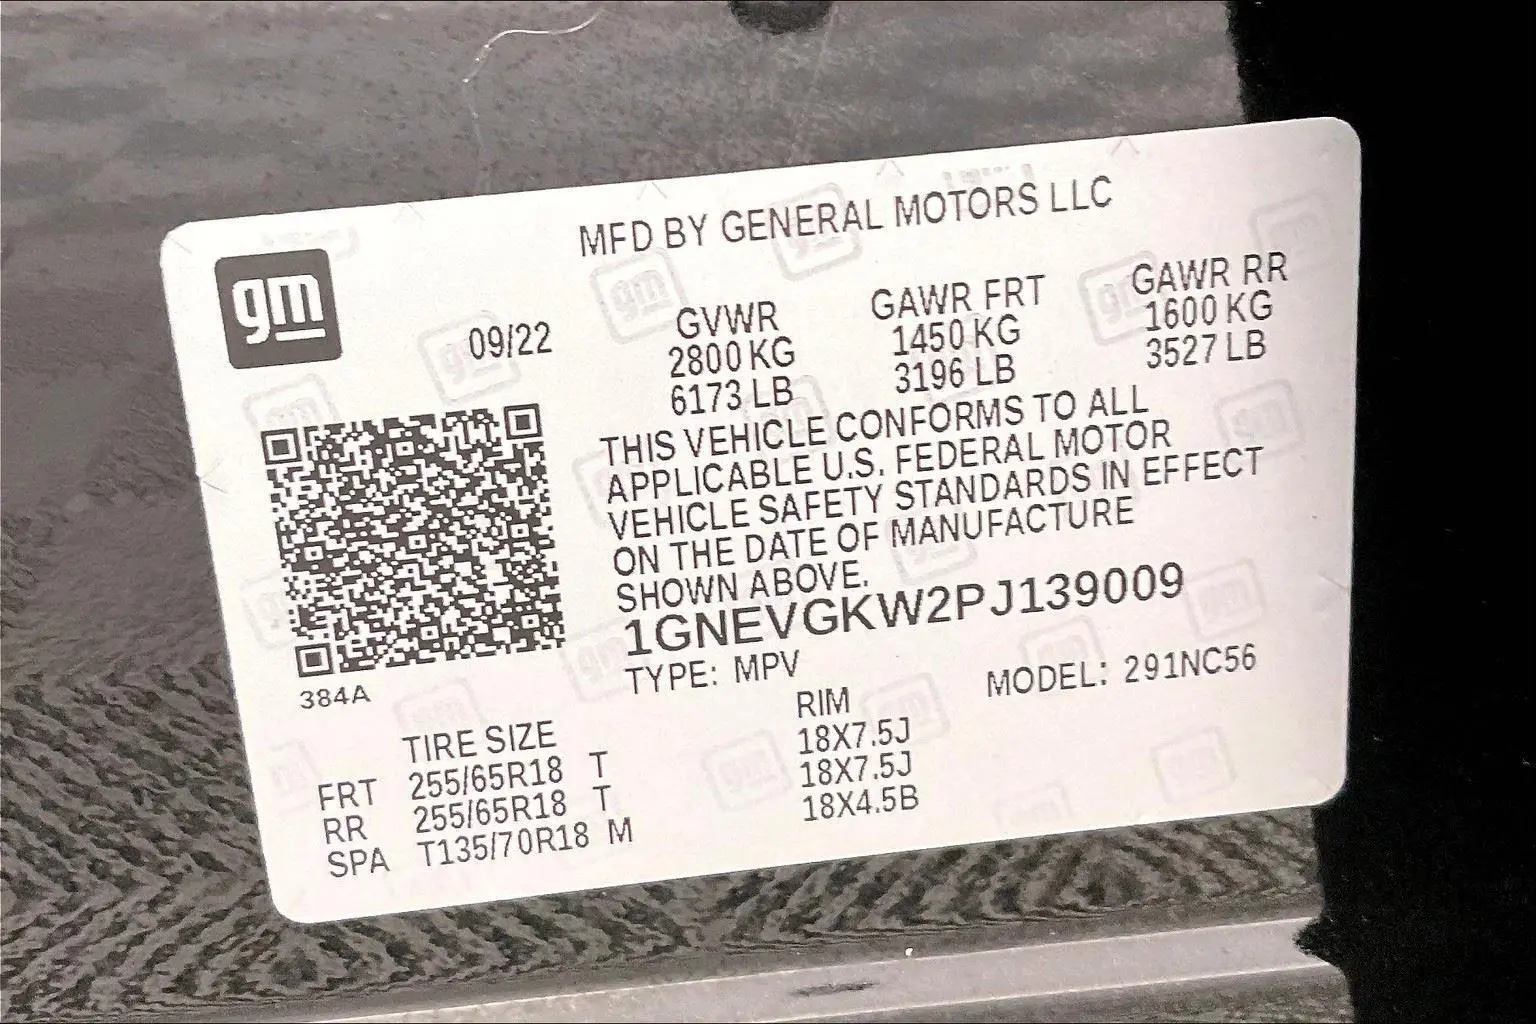 MFD BY GENERAL MOTORS LLC
gm
09/22
GVWR GAWR FRT GAWR RR
2800 KG 1450 KG 1600 KG
6173 LB 3196 LB 3527 LB
THIS VEHICLE CONFORMS TO ALL
APPLICABLE U.S. FEDERAL MOTOR
VEHICLE SAFETY STANDARDS IN EFFECT
ON THE DATE OF MANUFACTURE
SHOWN ABOVE.
1GNEVGKW2PJ139009
TYPE: MPV MODEL: 291NC56
384A
TIRE SIZE RIM
FRT 255/65R18 T 18X7.5J
RR 255/65R18 T 18X7.5J
SPA T135/70R18 M 18X4.5B